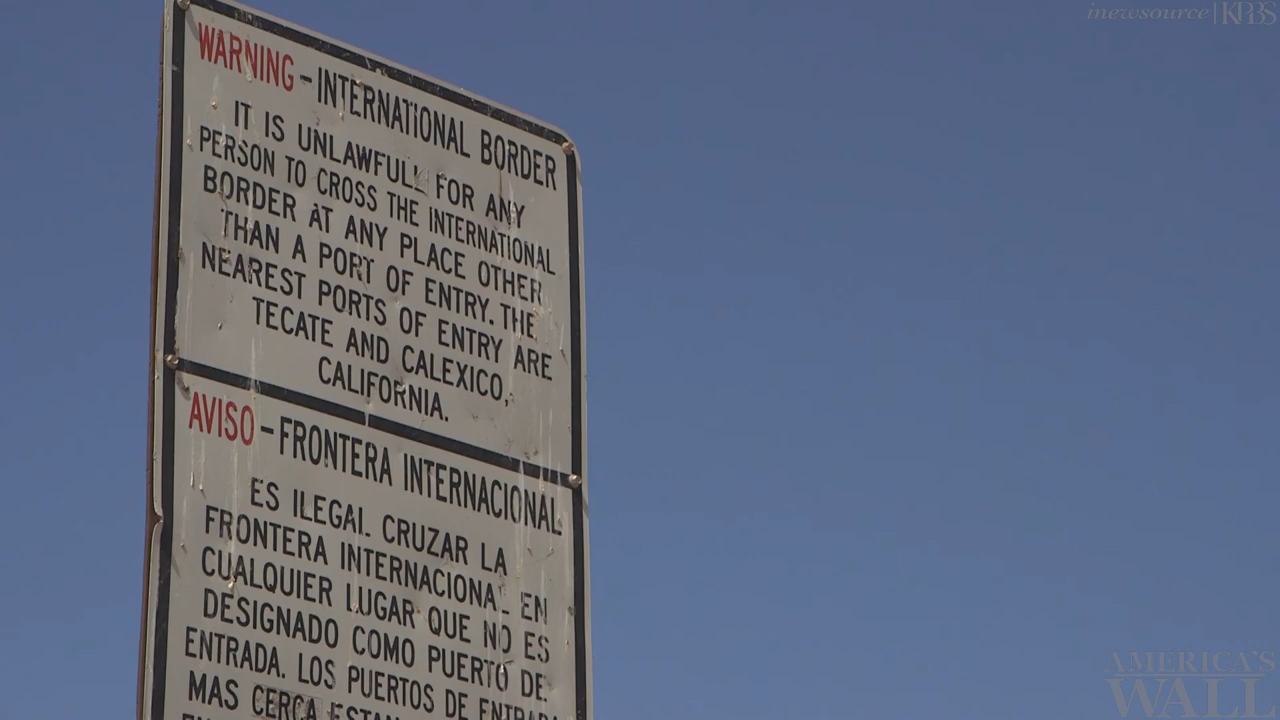 inewsource | KPBS
WARNING – INTERNATIONAL BORDER
IT IS UNLAWFULL FOR ANY
PERSON TO CROSS THE INTERNATIONAL
BORDER AT ANY PLACE OTHER
THAN A PORT OF ENTRY. THE
NEAREST PORTS OF ENTRY ARE
TECATE AND CALEXICO,
CALIFORNIA.
AVISO – FRONTERA INTERNACIONAL
ES ILEGAL CRUZAR LA
FRONTERA INTERNACIONAL EN
CUALQUIER LUGAR QUE NO ES
DESIGNADO COMO PUERTO DE
ENTRADA. LOS PUERTOS DE ENTRADA
MAS CERCA ESTAN
AMERICA'S
WALL